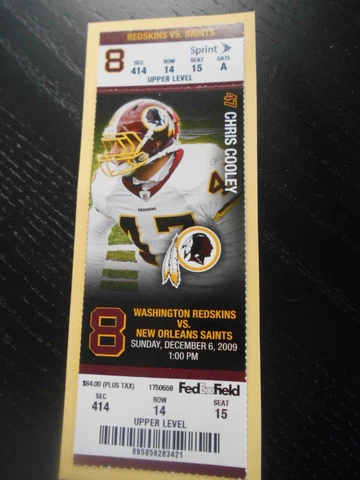 REDSKINS VS. SAINTS
8
Sprint
SEC ROW SEAT GATE
414 14 15 A
UPPER LEVEL
47 CHRIS COOLEY
REDSKINS
47
8
WASHINGTON REDSKINS
VS.
NEW ORLEANS SAINTS
SUNDAY, DECEMBER 6, 2009
1:00 PM
$64.00 (PLUS TAX) 1750658 FedExField
SEC ROW SEAT
414 14 15
UPPER LEVEL
895856283421